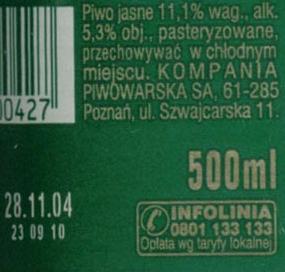 Piwo jasne 11,1% wag., alk.
5,3% obj., pasteryzowane,
przechowywać w chłodnym
miejscu. KOMPANIA
PIWOWARSKA SA, 61-285
Poznań, ul. Szwajcarska 11.
00427
500ml
28.11.04
23 09 10
INFOLINIA
0801 133 133
Opłata wg taryfy lokalnej